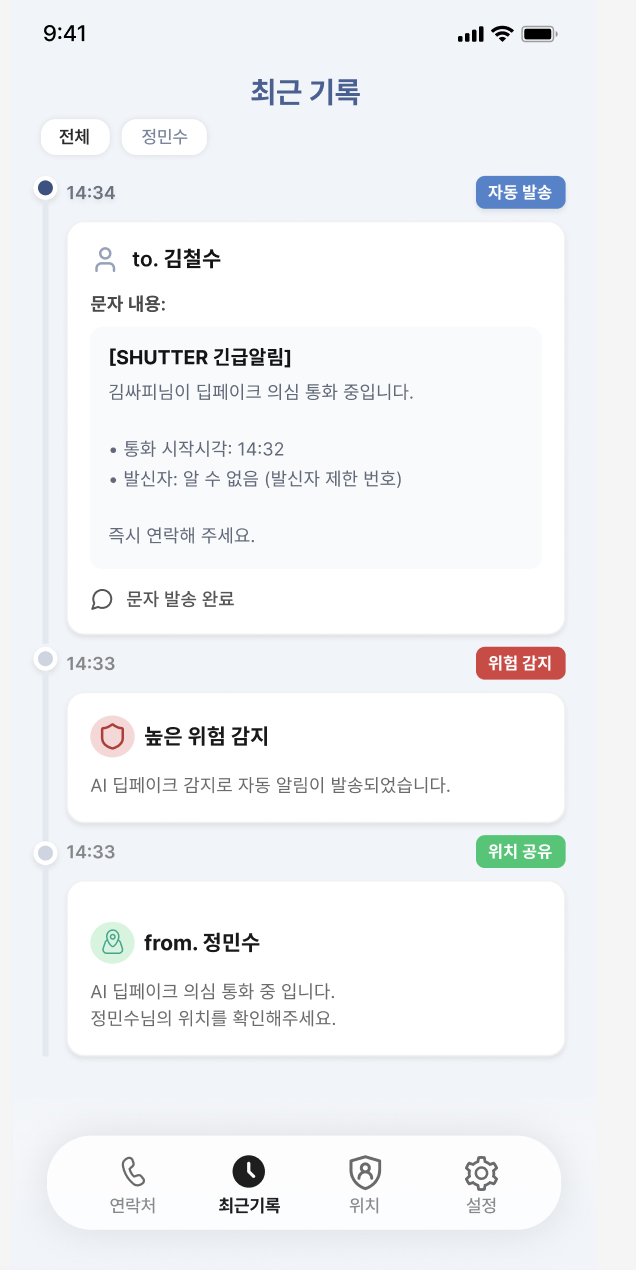 9:41
최근 기록
전체
정민수
14:34
자동 발송
to. 김철수
문자 내용:
[SHUTTER 긴급알림]
김싸피님이 딥페이크 의심 통화 중입니다.
• 통화 시작시각: 14:32
• 발신자: 알 수 없음 (발신자 제한 번호)
즉시 연락해 주세요.
문자 발송 완료
14:33
위험 감지
높은 위험 감지
AI 딥페이크 감지로 자동 알림이 발송되었습니다.
14:33
위치 공유
from. 정민수
AI 딥페이크 의심 통화 중 입니다.
정민수님의 위치를 확인해주세요.
연락처
최근기록
위치
설정